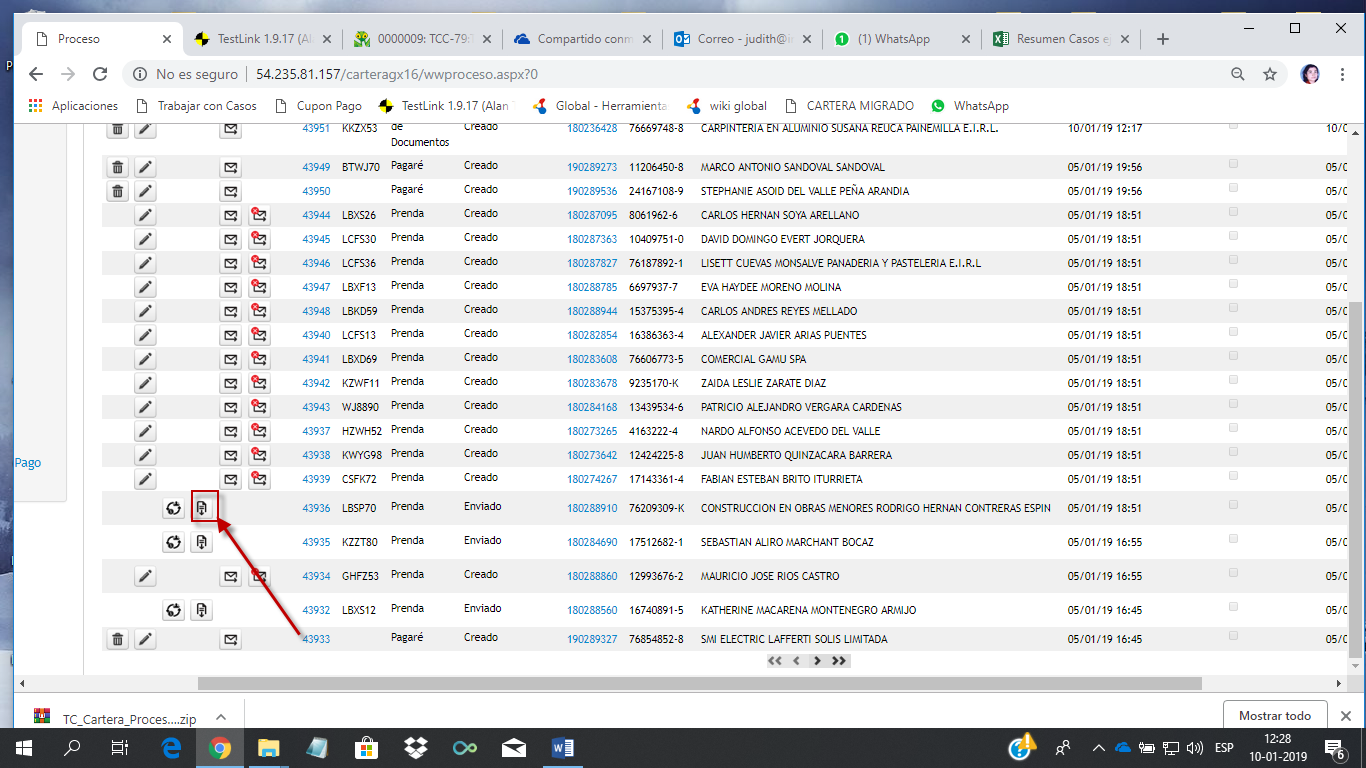 Proceso
TestLink 1.9.17 (Ala
0000009: TCC-79:
Compartido conm
Correo - judith@i
(1) WhatsApp
Resumen Casos e
No es seguro | 54.235.81.157/carteragx16/wwproceso.aspx?0
Aplicaciones Trabajar con Casos Cupon Pago TestLink 1.9.17 (Alan Global - Herramienta wiki global CARTERA MIGRADO WhatsApp
43951 KKZX53 de Documentos Creado 180236428 76669748-8 CARPINTERIA EN ALUMINIO SUSANA REUCA PAINEMILLA E.I.R.L. 10/01/19 12:17 10/0
43949 BTWJ70 Pagaré Creado 190289273 11206450-8 MARCO ANTONIO SANDOVAL SANDOVAL 05/01/19 19:56 05/0
43950 Pagaré Creado 190289536 24167108-9 STEPHANIE ASOID DEL VALLE PEÑA ARANDIA 05/01/19 19:56 05/0
43944 LBXS26 Prenda Creado 180287095 8061962-6 CARLOS HERNAN SOYA ARELLANO 05/01/19 18:51 05/0
43945 LCFS30 Prenda Creado 180287363 10409751-0 DAVID DOMINGO EVERT JORQUERA 05/01/19 18:51 05/0
43946 LCFS36 Prenda Creado 180287827 76187892-1 LISETT CUEVAS MONSALVE PANADERIA Y PASTELERIA E.I.R.L 05/01/19 18:51 05/0
43947 LBXF13 Prenda Creado 180288785 6697937-7 EVA HAYDEE MORENO MOLINA 05/01/19 18:51 05/0
43948 LBKD59 Prenda Creado 180288944 15375395-4 CARLOS ANDRES REYES MELLADO 05/01/19 18:51 05/0
43940 LCFS13 Prenda Creado 180282854 16386363-4 ALEXANDER JAVIER ARIAS PUENTES 05/01/19 18:51 05/0
43941 LBXD69 Prenda Creado 180283608 76606773-5 COMERCIAL GAMU SPA 05/01/19 18:51 05/0
43942 KZWF11 Prenda Creado 180283678 9235170-K ZAIDA LESLIE ZARATE DIAZ 05/01/19 18:51 05/0
43943 WJ8890 Prenda Creado 180284168 13439534-6 PATRICIO ALEJANDRO VERGARA CARDENAS 05/01/19 18:51 05/0
43937 HZWH52 Prenda Creado 180273265 4163222-4 NARDO ALFONSO ACEVEDO DEL VALLE 05/01/19 18:51 05/0
43938 KWYG98 Prenda Creado 180273642 12424225-8 JUAN HUMBERTO QUINZACARA BARRERA 05/01/19 18:51 05/0
Pago
43939 CSFK72 Prenda Creado 180274267 17143361-4 FABIAN ESTEBAN BRITO ITURRIETA 05/01/19 18:51 05/0
43936 LBSP70 Prenda Enviado 180288910 76209309-K CONSTRUCCION EN OBRAS MENORES RODRIGO HERNAN CONTRERAS ESPIN 05/01/19 18:51 05/0
43935 KZZT80 Prenda Enviado 180284690 17512682-1 SEBASTIAN ALIRO MARCHANT BOCAZ 05/01/19 16:55 05/0
43934 GHFZ53 Prenda Creado 180288860 12993676-2 MAURICIO JOSE RIOS CASTRO 05/01/19 16:55 05/0
43932 LBXS12 Prenda Enviado 180288560 16740891-5 KATHERINE MACARENA MONTENEGRO ARMIJO 05/01/19 16:45 05/0
43933 Pagaré Creado 190289327 76854852-8 SMI ELECTRIC LAFFERTI SOLIS LIMITADA 05/01/19 16:45 05/0
TC_Cartera_Proces....zip
Mostrar todo
ESP
12:28
10-01-2019
6